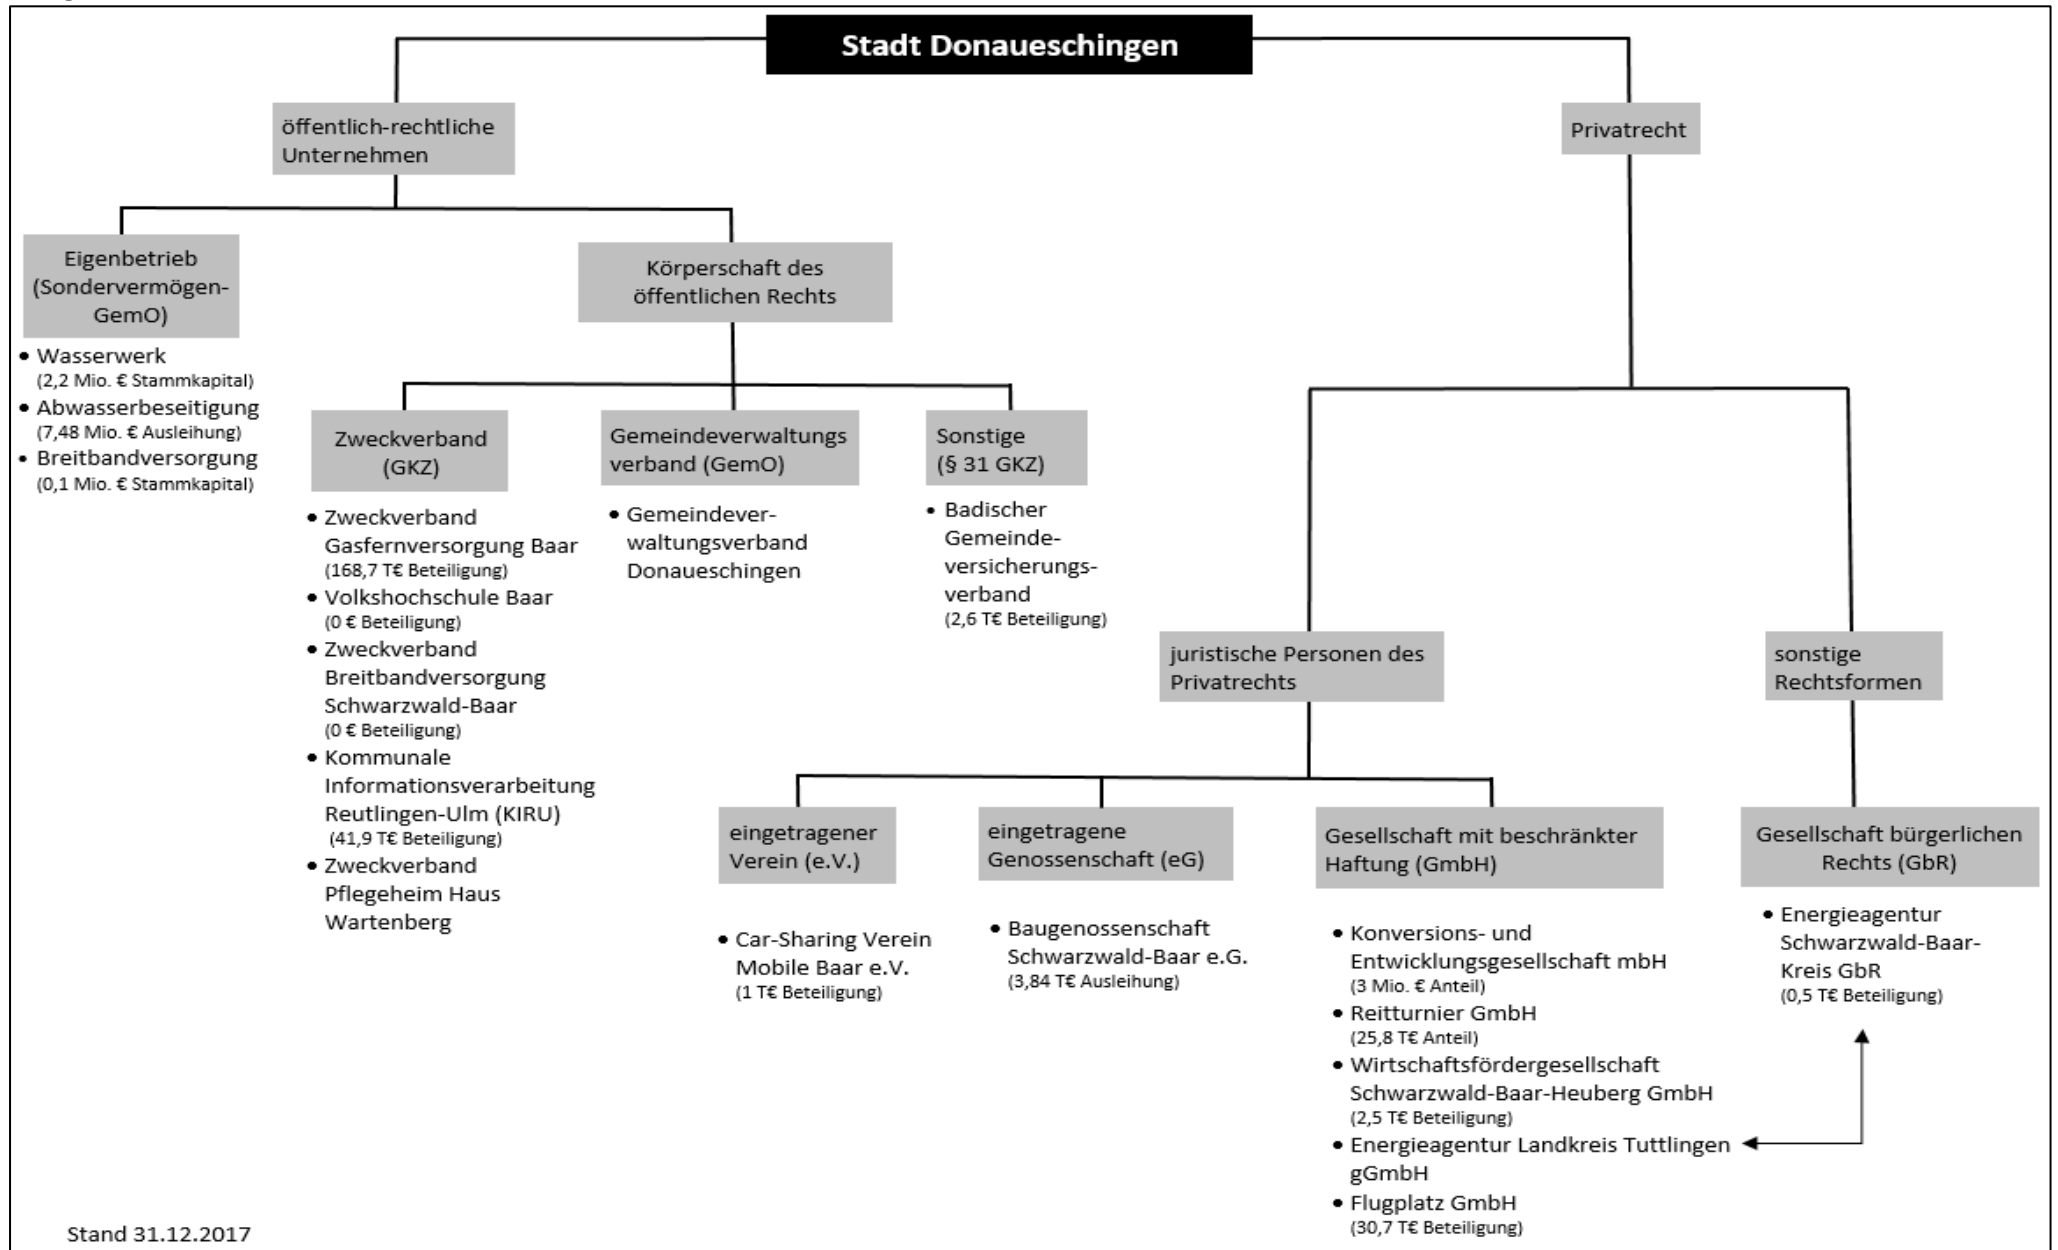 Stadt Donaueschingen
öffentlich-rechtliche
Unternehmen
Privatrecht
Eigenbetrieb
(Sondervermögen-
GemO)
• Wasserwerk
(2,2 Mio. € Stammkapital)
• Abwasserbeseitigung
(7,48 Mio. € Ausleihung)
• Breitbandversorgung
(0,1 Mio. € Stammkapital)
Körperschaft des
öffentlichen Rechts
Zweckverband
(GKZ)
• Zweckverband
Gasfernversorgung Baar
(168,7 T€ Beteiligung)
• Volkshochschule Baar
(0 € Beteiligung)
• Zweckverband
Breitbandversorgung
Schwarzwald-Baar
(0 € Beteiligung)
• Kommunale
Informationsverarbeitung
Reutlingen-Ulm (KIRU)
(41,9 T€ Beteiligung)
• Zweckverband
Pflegeheim Haus
Wartenberg
Gemeindeverwaltungs
verband (GemO)
• Gemeindever-
waltungsverband
Donaueschingen
Sonstige
(§ 31 GKZ)
• Badischer
Gemeinde-
versicherungs-
verband
(2,6 T€ Beteiligung)
juristische Personen des
Privatrechts
sonstige
Rechtsformen
eingetragener
Verein (e.V.)
• Car-Sharing Verein
Mobile Baar e.V.
(1 T€ Beteiligung)
eingetragene
Genossenschaft (eG)
• Baugenossenschaft
Schwarzwald-Baar e.G.
(3,84 T€ Ausleihung)
Gesellschaft mit beschränkter
Haftung (GmbH)
• Konversions- und
Entwicklungsgesellschaft mbH
(3 Mio. € Anteil)
• Reitturnier GmbH
(25,8 T€ Anteil)
• Wirtschaftsfördergesellschaft
Schwarzwald-Baar-Heuberg GmbH
(2,5 T€ Beteiligung)
• Energieagentur Landkreis Tuttlingen
gGmbH
• Flugplatz GmbH
(30,7 T€ Beteiligung)
Gesellschaft bürgerlichen
Rechts (GbR)
• Energieagentur
Schwarzwald-Baar-
Kreis GbR
(0,5 T€ Beteiligung)
Stand 31.12.2017